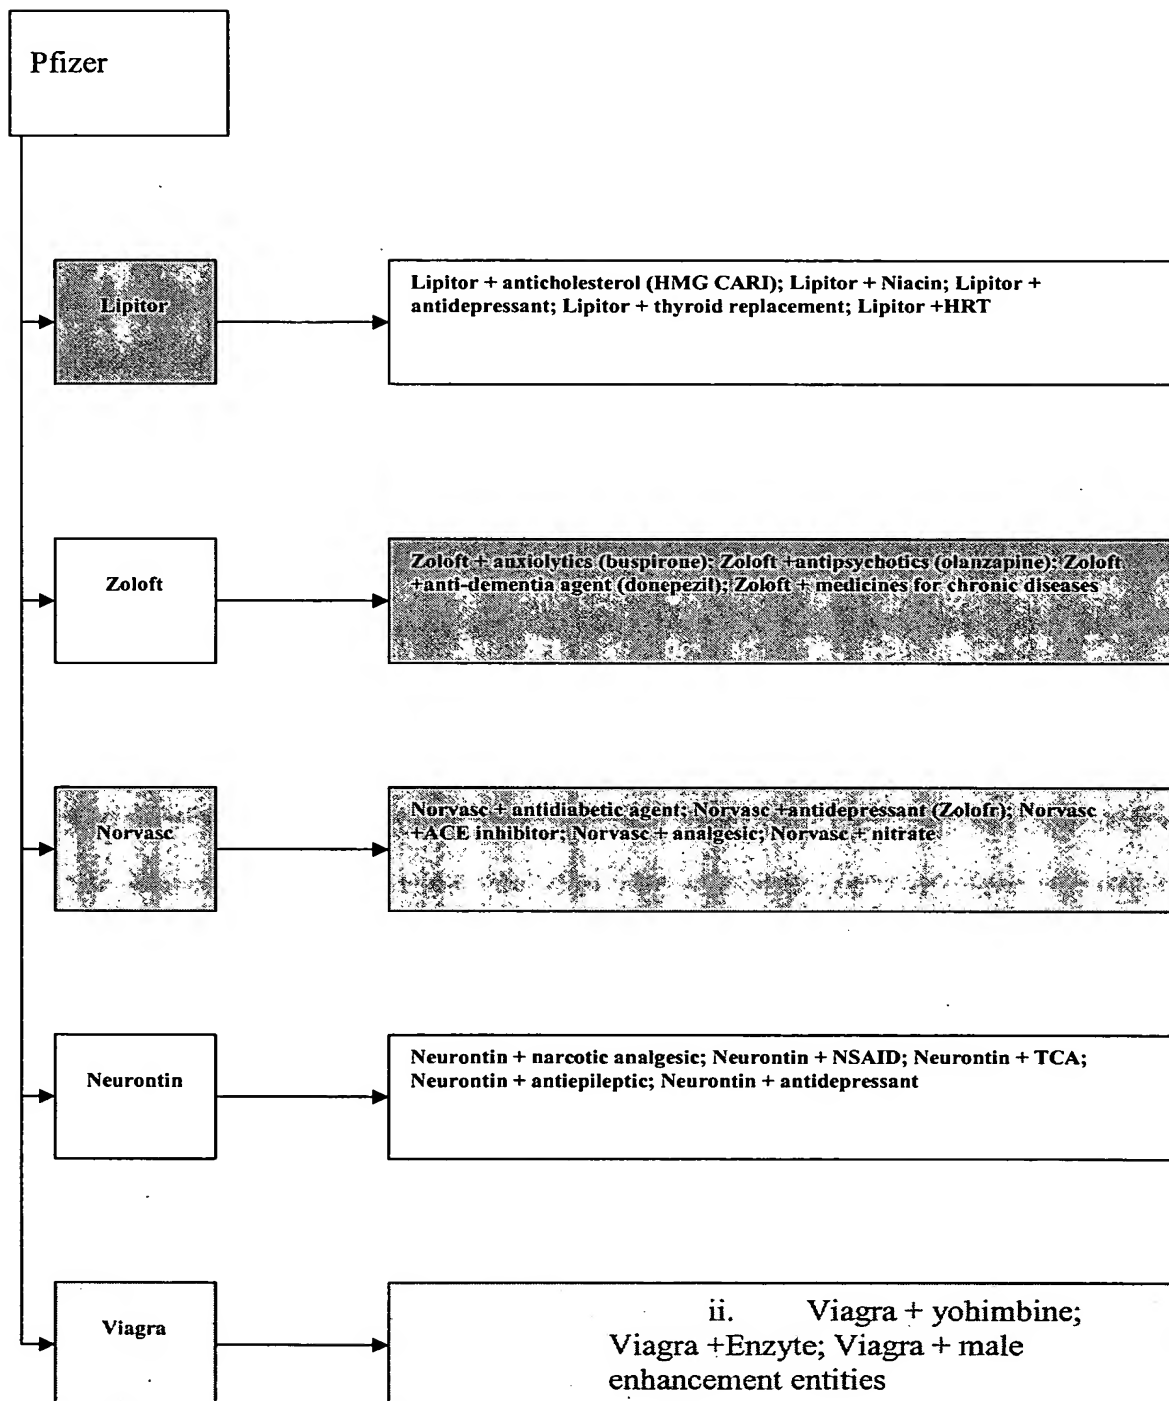 Pfizer
Lipitor
Lipitor + anticholesterol (HMG CARI); Lipitor + Niacin; Lipitor +
antidepressant; Lipitor + thyroid replacement; Lipitor +HRT
Zoloft
Zoloft + anxiolytics (buspirone); Zoloft +antipsychotics (olanzapine); Zoloft
+anti-dementia agent (donepezil); Zoloft + medicines for chronic diseases
Norvasc
Norvasc + antidiabetic agent; Norvasc +antidepressant (Zolofr); Norvasc
+ACE inhibitor; Norvasc + analgesic; Norvasc + nitrate
Neurontin
Neurontin + narcotic analgesic; Neurontin + NSAID; Neurontin + TCA;
Neurontin + antiepileptic; Neurontin + antidepressant
Viagra
ii. Viagra + yohimbine;
Viagra +Enzyte; Viagra + male
enhancement entities